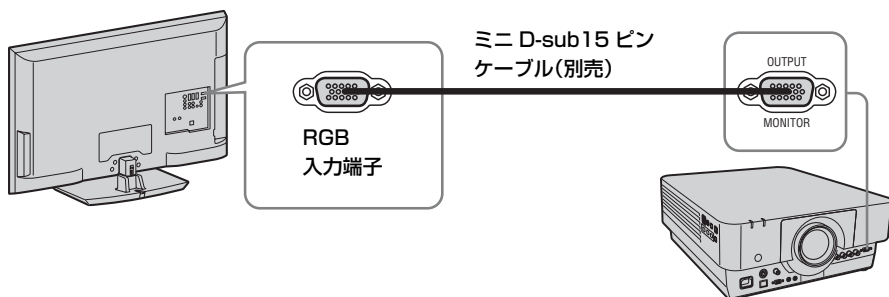 ミニ D-sub15 ピン
ケーブル（別売）
RGB
入力端子
OUTPUT
MONITOR